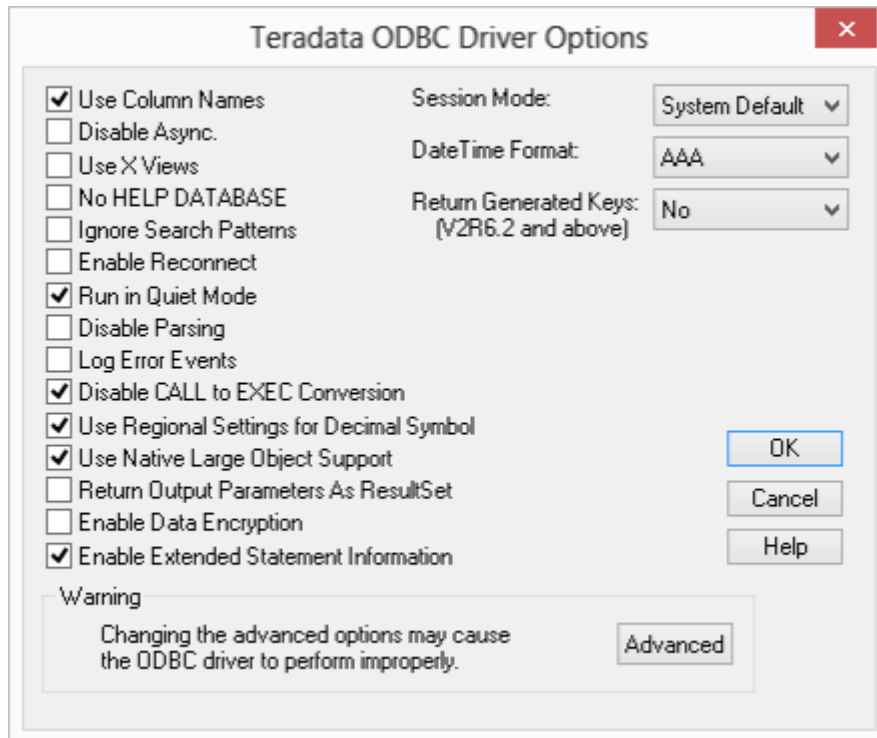 Teradata ODBC Driver Options
Use Column Names
Disable Async.
Use X Views
No HELP DATABASE
Ignore Search Patterns
Enable Reconnect
Run in Quiet Mode
Disable Parsing
Log Error Events
Disable CALL to EXEC Conversion
Use Regional Settings for Decimal Symbol
Use Native Large Object Support
Return Output Parameters As ResultSet
Enable Data Encryption
Enable Extended Statement Information
Session Mode:
System Default
DateTime Format:
AAA
Return Generated Keys:
(V2R6.2 and above)
No
OK
Cancel
Help
Warning
Changing the advanced options may cause
the ODBC driver to perform improperly.
Advanced